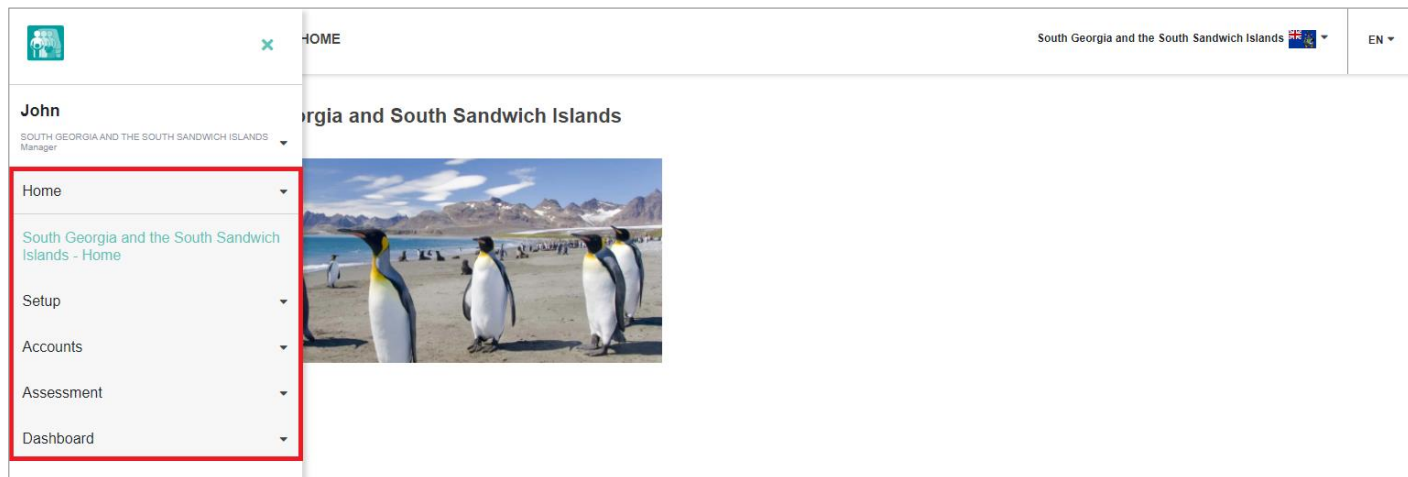 HOME
South Georgia and the South Sandwich Islands
EN
John
SOUTH GEORGIA AND THE SOUTH SANDWICH ISLANDS
Manager
orgia and South Sandwich Islands
Home
South Georgia and the South Sandwich
Islands - Home
Setup
Accounts
Assessment
Dashboard